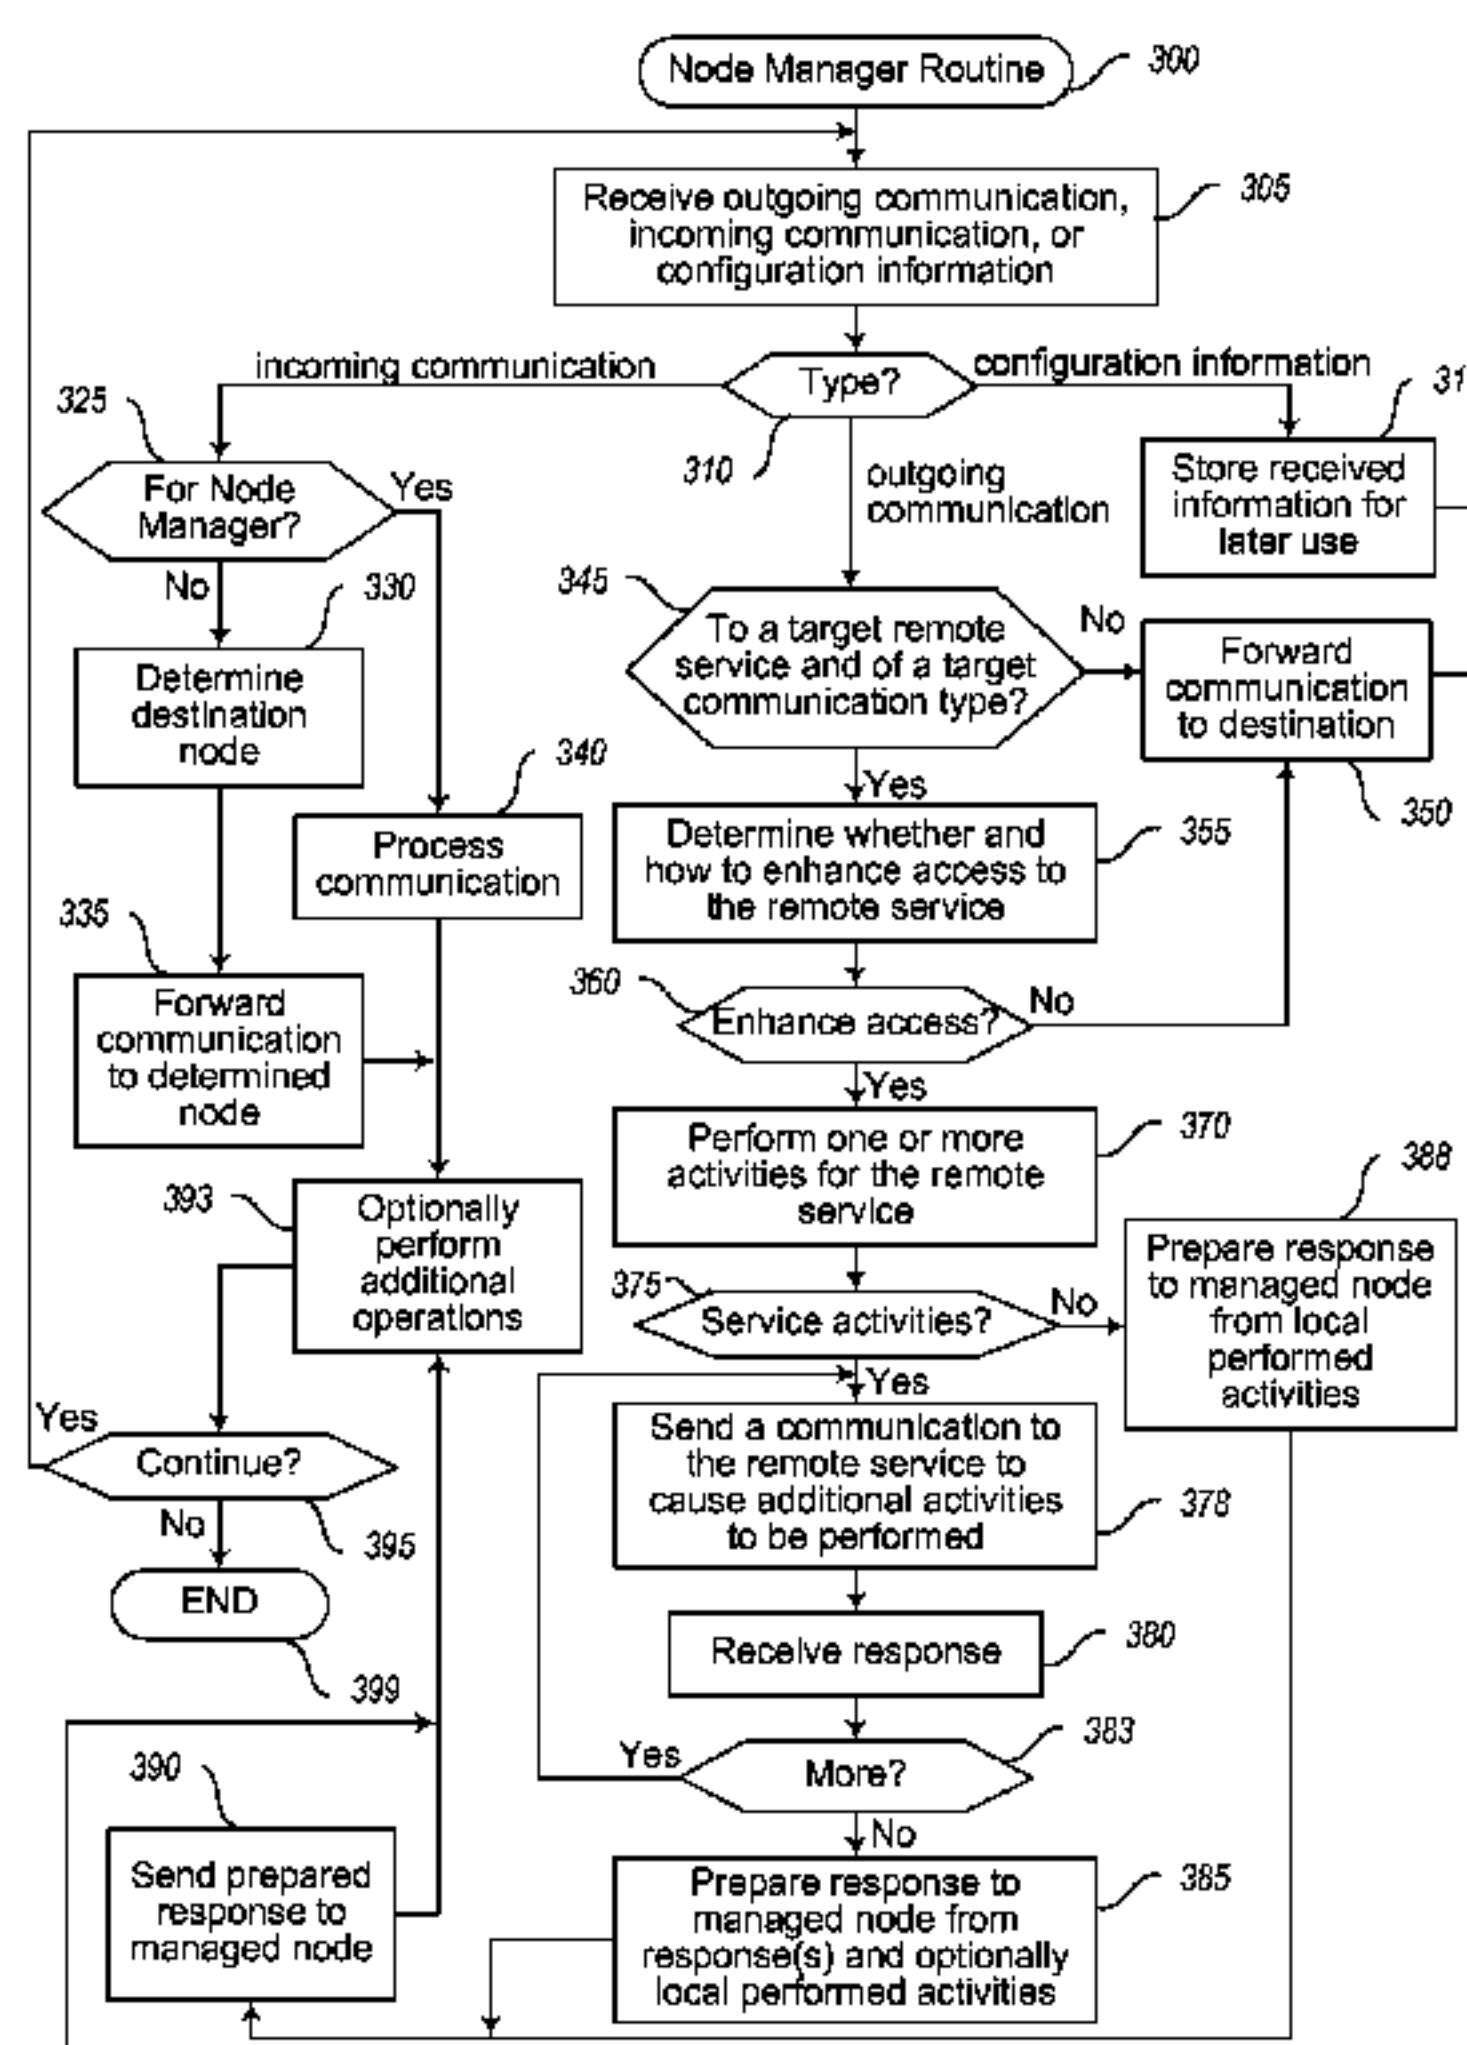 Node Manager Routine
300
Receive outgoing communication,
incoming communication, or
configuration information
305
incoming communication
Type?
configuration information
310
outgoing
communication
31
Store received
information for
later use
325
For Node
Manager?
Yes
No
330
Determine
destination
node
345
To a target remote
service and of a target
communication type?
No
Forward
communication
to destination
350
Yes
340
Process
communication
Determine whether and
how to enhance access to
the remote service
355
335
Forward
communication
to determined
node
360
Enhance access?
No
Yes
Perform one or more
activities for the remote
service
370
388
Prepare response
to managed node
from local
performed
activities
393
Optionally
perform
additional
operations
375
Service activities?
No
Yes
Send a communication to
the remote service to
cause additional activities
to be performed
378
Yes
Continue?
No
395
END
399
Receive response
380
383
Yes
More?
No
390
Send prepared
response to
managed node
Prepare response to
managed node from
response(s) and optionally
local performed activities
385